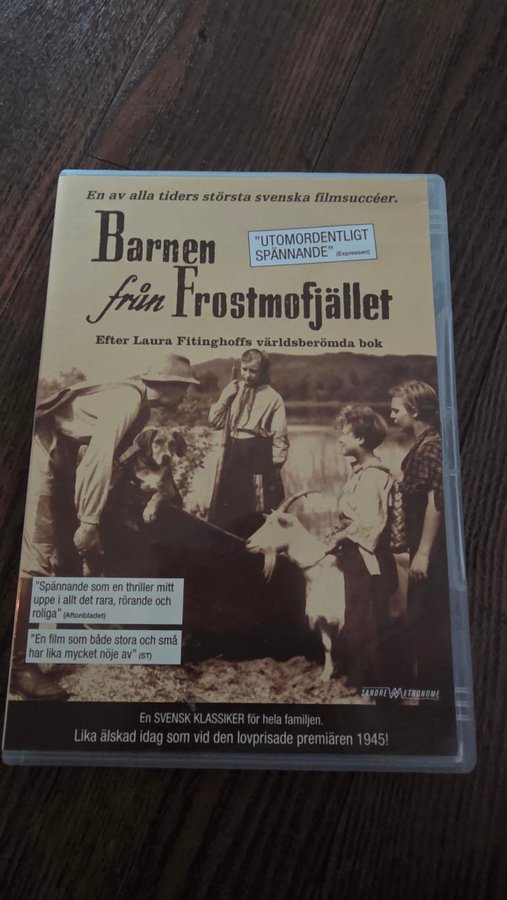 En av alla tiders största svenska filmsuccéer.
Barnen
"UTOMORDENTLIGT
SPÄNNANDE" (Expressen)
från Frostmofjället
Efter Laura Fitinghoffs världsberömda bok
"Spännande som en thriller mitt
uppe i allt det rara, rörande och
roliga" (Aftonbladet)
"En film som både stora och små
har lika mycket nöje av" (ST)
SANDREW METRONOME
En SVENSK KLASSIKER för hela familjen.
Lika älskad idag som vid den lovprisade premiären 1945!